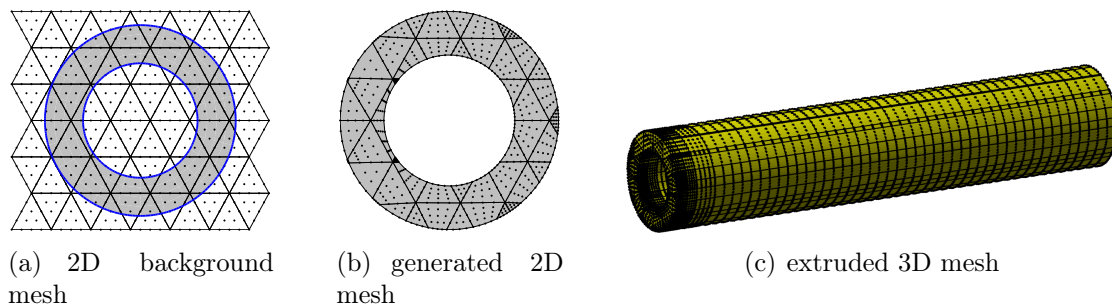 (a) 2D background
mesh
(b) generated 2D
mesh
(c) extruded 3D mesh